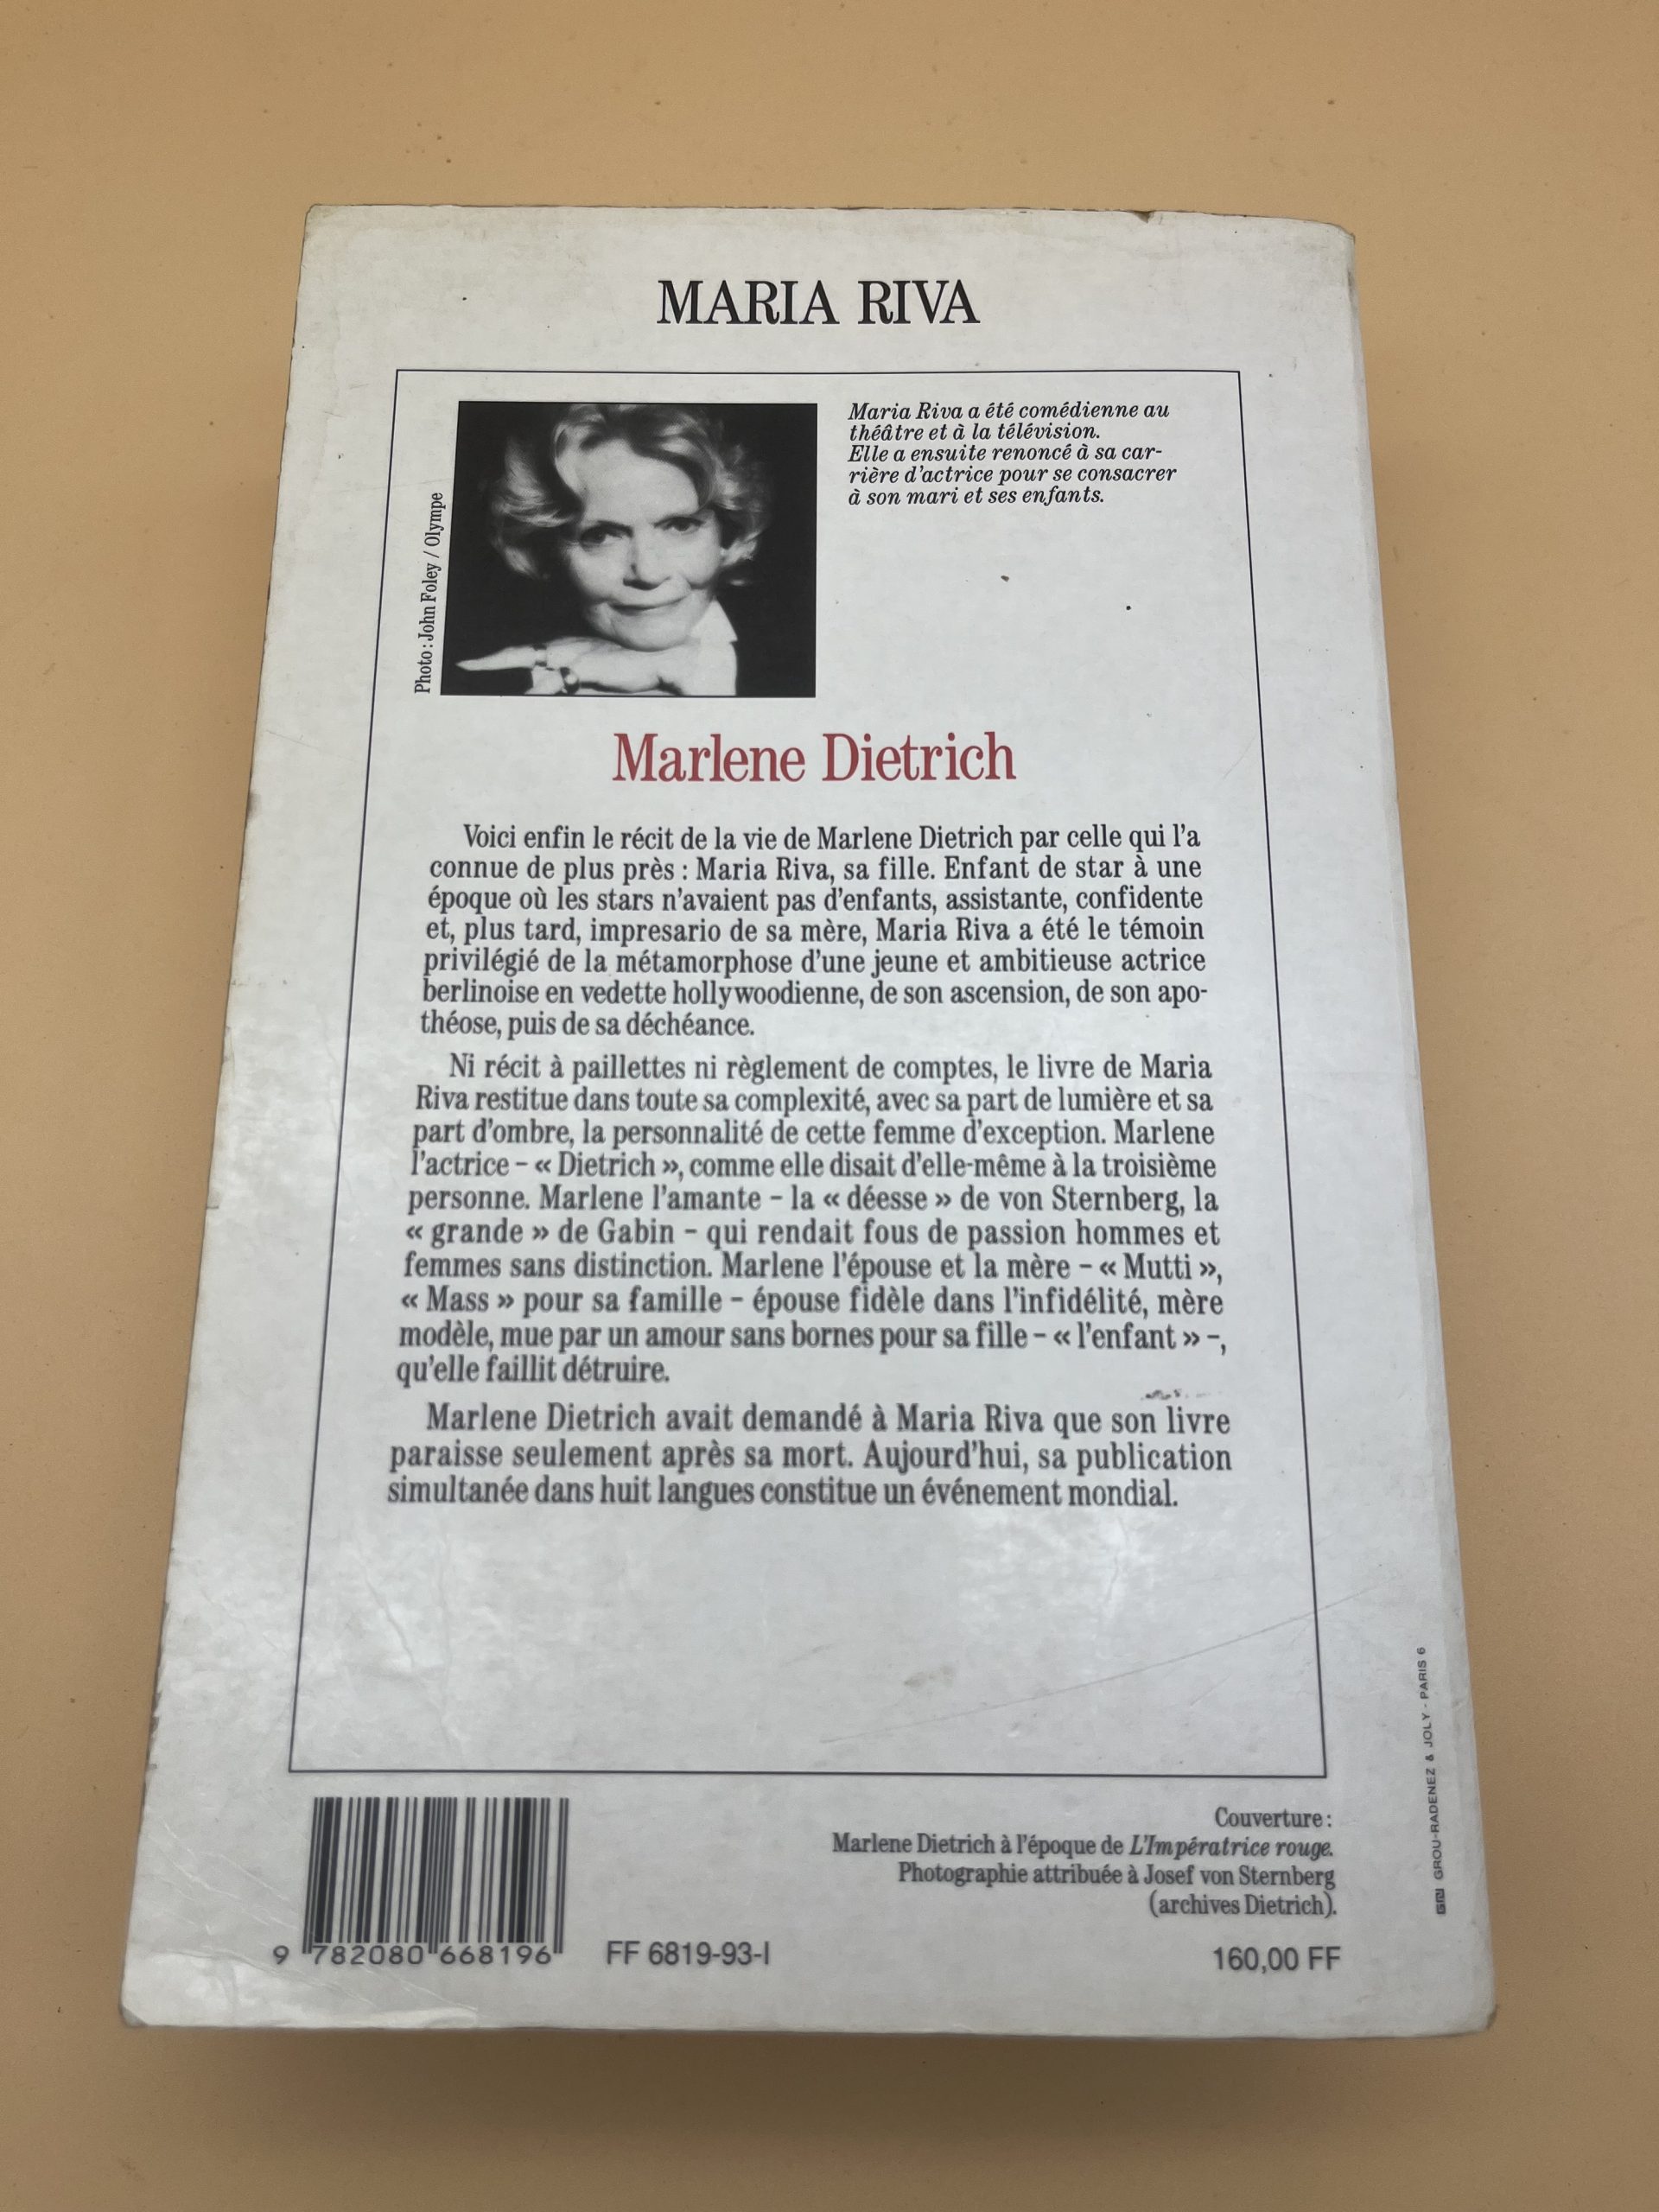 MARIA RIVA
Photo : John Foley / Olympe
Maria Riva a été comédienne au
théâtre et à la télévision.
Elle a ensuite renoncé à sa car-
rière d'actrice pour se consacrer
à son mari et ses enfants.
Marlene Dietrich
Voici enfin le récit de la vie de Marlene Dietrich par celle qui l'a
connue de plus près : Maria Riva, sa fille. Enfant de star à une
époque où les stars n'avaient pas d'enfants, assistante, confidente
et, plus tard, impresario de sa mère, Maria Riva a été le témoin
privilégié de la métamorphose d'une jeune et ambitieuse actrice
berlinoise en vedette hollywoodienne, de son ascension, de son apo-
théose, puis de sa déchéance.
Ni récit à paillettes ni règlement de comptes, le livre de Maria
Riva restitue dans toute sa complexité, avec sa part de lumière et sa
part d'ombre, la personnalité de cette femme d'exception. Marlene
l'actrice – « Dietrich », comme elle disait d'elle-même à la troisième
personne. Marlene l'amante – la « déesse » de von Sternberg, la
« grande » de Gabin – qui rendait fous de passion hommes et
femmes sans distinction. Marlene l'épouse et la mère – « Mutti »,
« Mass » pour sa famille – épouse fidèle dans l'infidélité, mère
modèle, mue par un amour sans bornes pour sa fille – « l'enfant » –,
qu'elle faillit détruire.
Marlene Dietrich avait demandé à Maria Riva que son livre
paraisse seulement après sa mort. Aujourd'hui, sa publication
simultanée dans huit langues constitue un événement mondial.
Couverture :
Marlene Dietrich à l'époque de L'Impératrice rouge.
Photographie attribuée à Josef von Sternberg
(archives Dietrich).
9 782080 668196
FF 6819-93-I
160,00 FF
GROU-RADENEZ & JOLY - PARIS 6